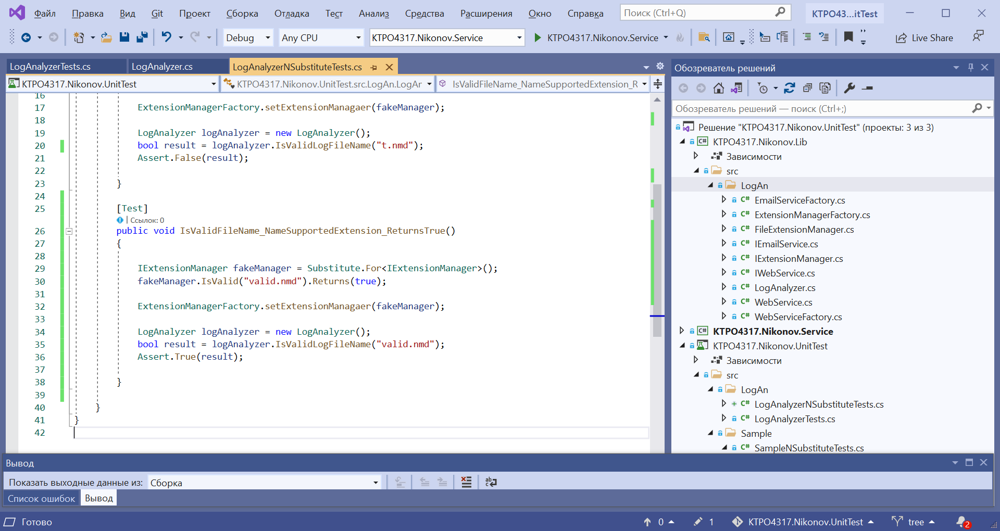 Файл Правка Вид Git Проект Сборка Отладка Тест Анализ Средства Расширения Окно Справка Поиск (Ctrl+Q) КТРО43...itTest
Debug Any CPU KTPO4317.Nikonov.Service KTPO4317.Nikonov.Service Live Share
LogAnalyzerTests.cs LogAnalyzer.cs LogAnalyzerNSubstituteTests.cs
KTPO4317.Nikonov.UnitTest KTPO4317.Nikonov.UnitTest.src.LogAn.LogAr IsValidFileName_NameSupportedExtension_R
16
17 ExtensionManagerFactory.setExtensionManagaer(fakeManager);
18
19 LogAnalyzer logAnalyzer = new LogAnalyzer();
20 bool result = logAnalyzer.IsValidLogFileName("t.nmd");
21 Assert.False(result);
22
23 }
24
25 [Test]
Ссылок: 0
26 public void IsValidFileName_NameSupportedExtension_ReturnsTrue()
27 {
28
29 IExtensionManager fakeManager = Substitute.For<IExtensionManager>();
30 fakeManager.IsValid("valid.nmd").Returns(true);
31
32 ExtensionManagerFactory.setExtensionManagaer(fakeManager);
33
34 LogAnalyzer logAnalyzer = new LogAnalyzer();
35 bool result = logAnalyzer.IsValidLogFileName("valid.nmd");
36 Assert.True(result);
37
38 }
39
40 }
41 }
42
Обозреватель решений
Обозреватель решений — поиск (Ctrl+;)
Решение "KTPO4317.Nikonov.UnitTest" (проекты: 3 из 3)
C# KTPO4317.Nikonov.Lib
Зависимости
src
LogAn
C# EmailServiceFactory.cs
C# ExtensionManagerFactory.cs
C# FileExtensionManager.cs
C# IEmailService.cs
C# IExtensionManager.cs
C# IWebService.cs
C# LogAnalyzer.cs
C# WebService.cs
C# WebServiceFactory.cs
C# KTPO4317.Nikonov.Service
KTPO4317.Nikonov.UnitTest
Зависимости
src
LogAn
C# LogAnalyzerNSubstituteTests.cs
C# LogAnalyzerTests.cs
Sample
C# SampleNSubstituteTests.cs
Вывод
Показать выходные данные из: Сборка
Список ошибок Вывод
Готово 0 1 KTPO4317.Nikonov.UnitTest tree 2